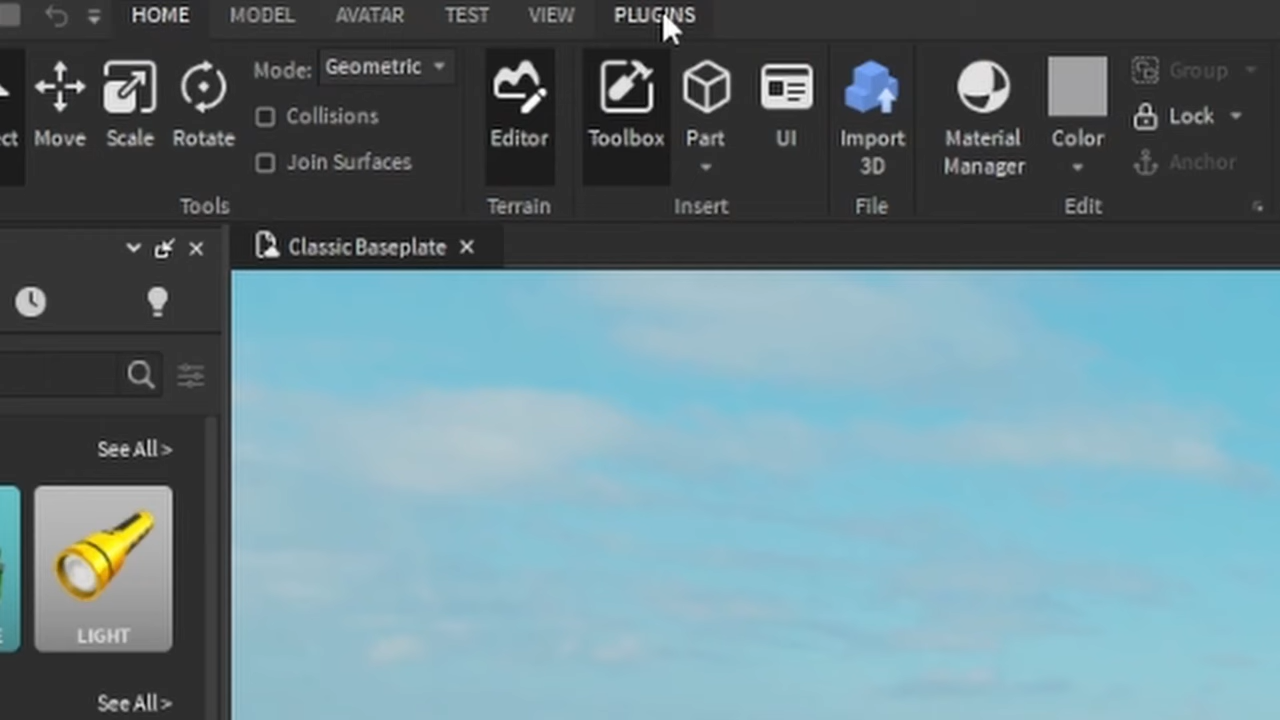 HOME MODEL AVATAR TEST VIEW PLUGINS
Mode: Geometric
Collisions
Join Surfaces
Move Scale Rotate
Tools
Editor
Terrain
Toolbox Part UI
Insert
Import
3D
File
Material
Manager
Color
Group
Lock
Anchor
Edit
Classic Baseplate
See All >
LIGHT
See All >